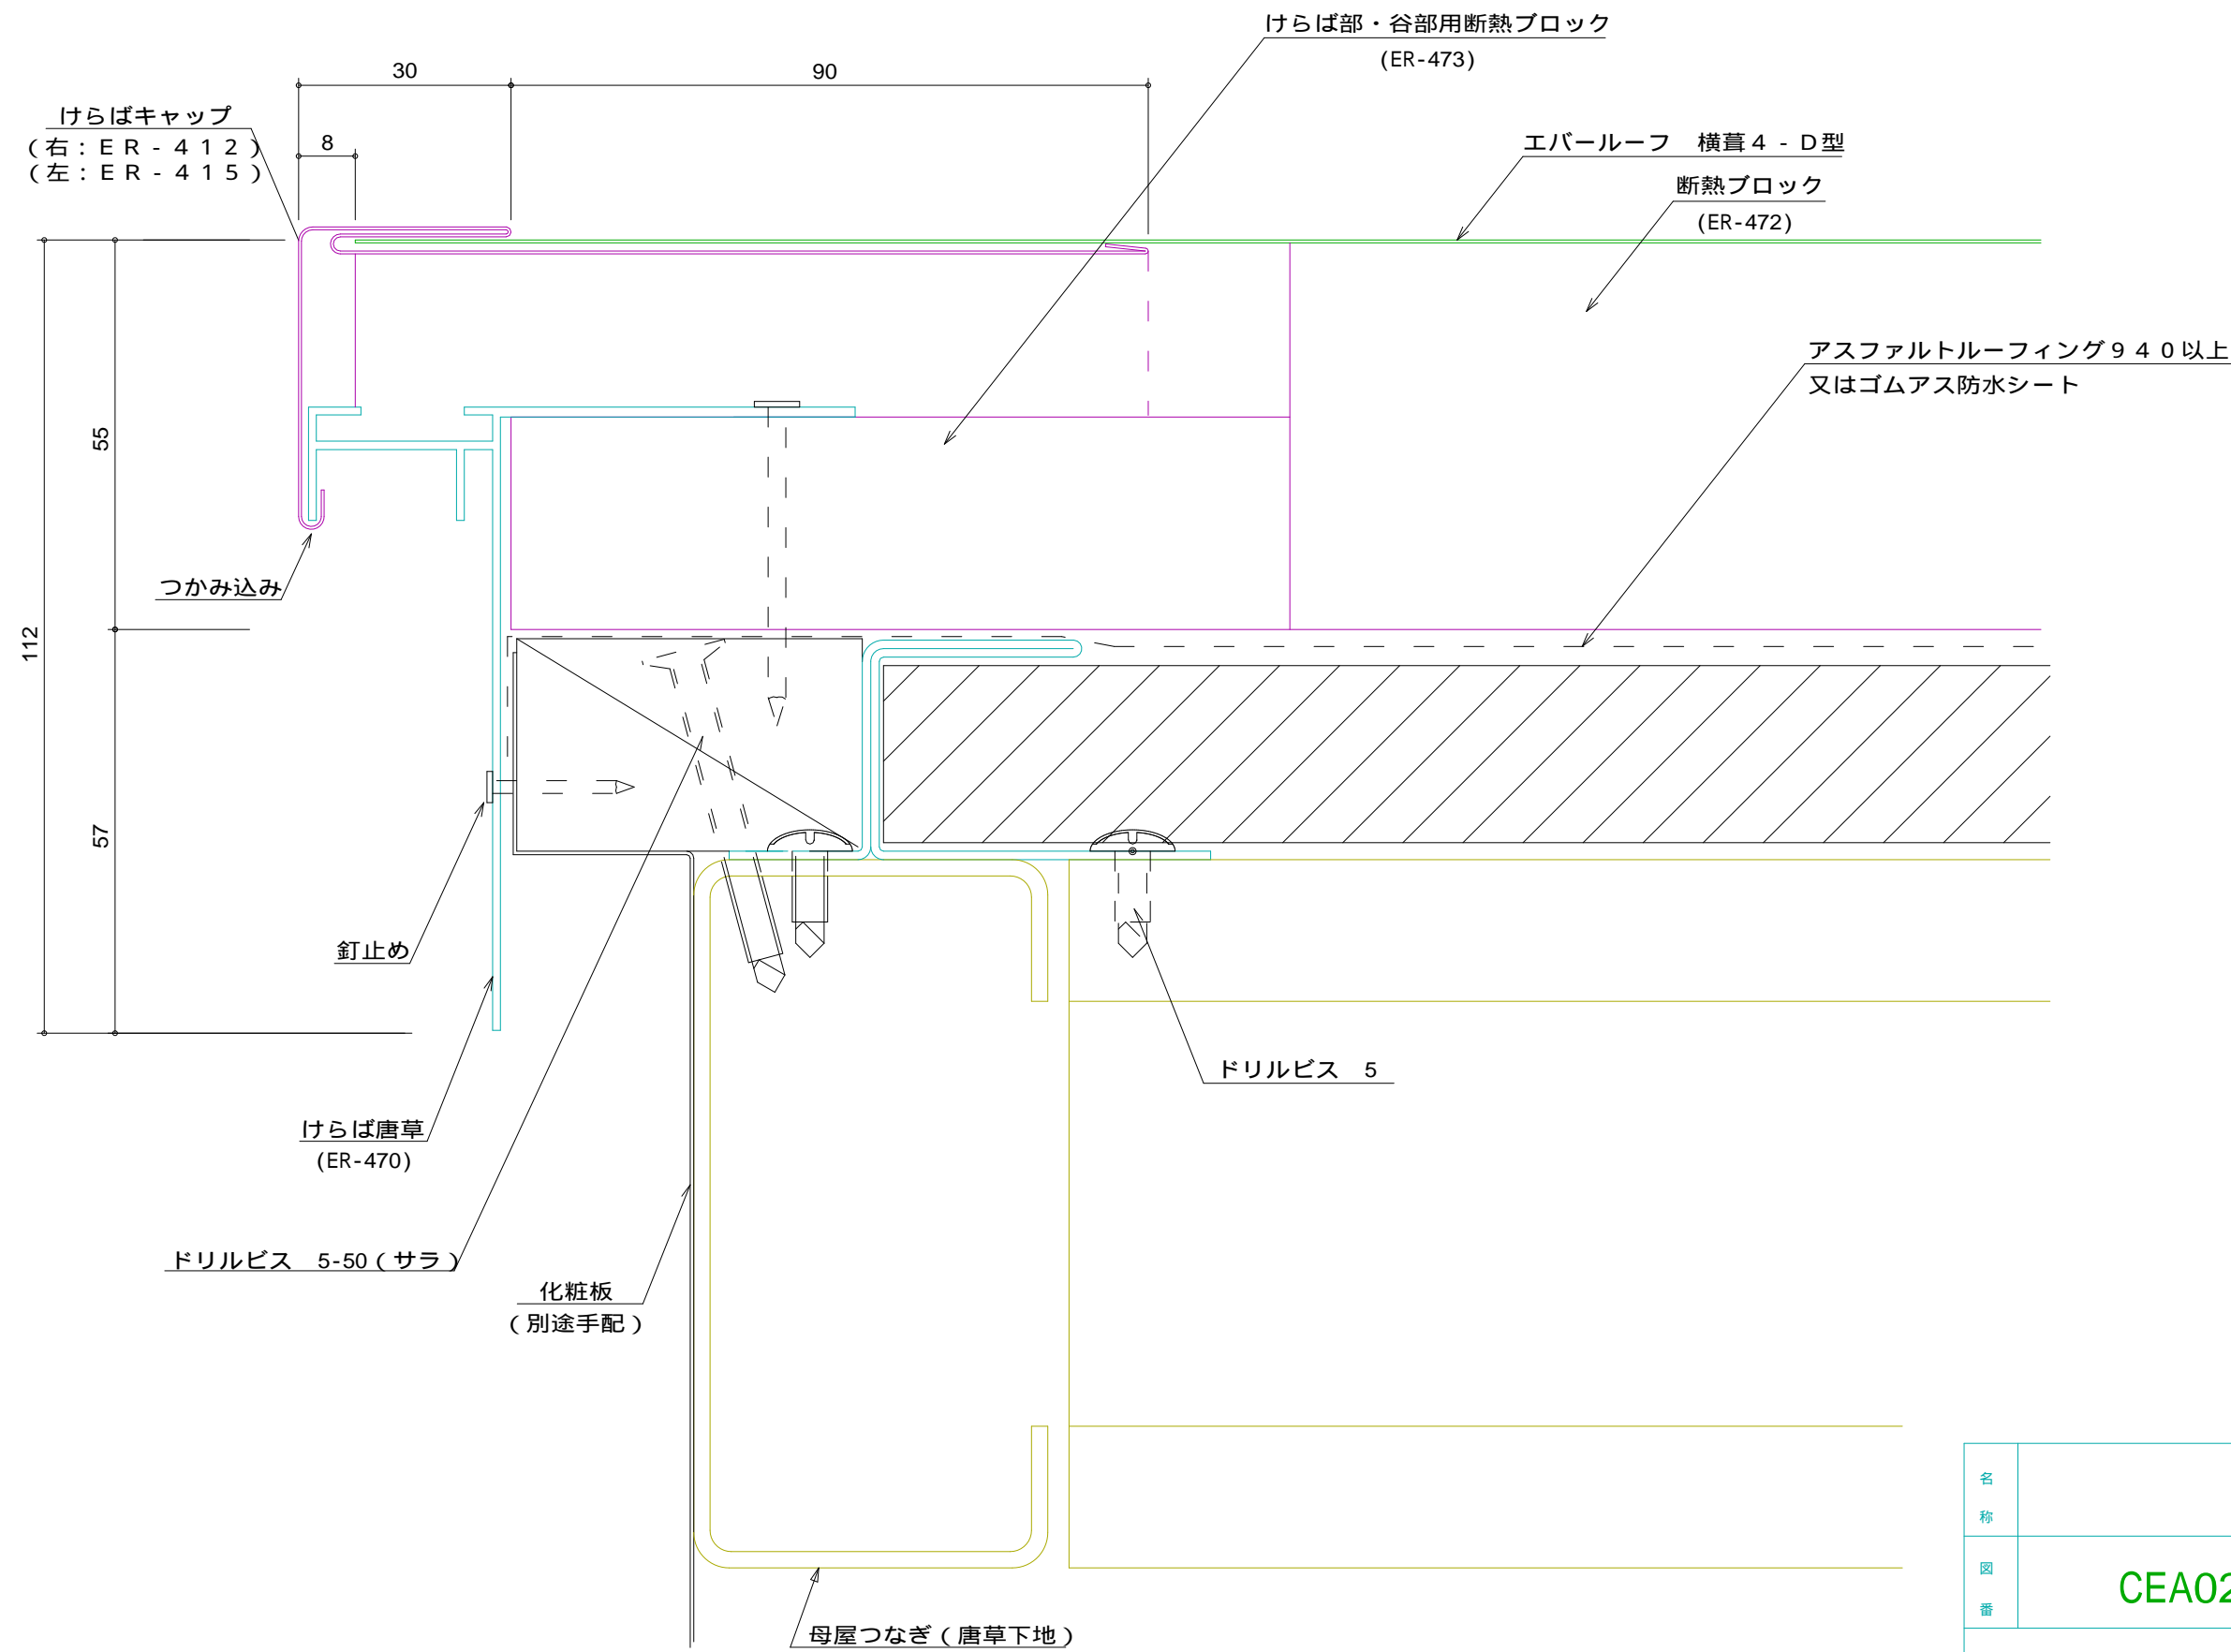 けらば部・谷部用断熱ブロック
(ER-473)
30
90
けらばキャップ
（右：ＥＲ‐４１２）
（左：ＥＲ‐４１５）
8
エバールーフ　横葺４‐Ｄ型
断熱ブロック
(ER-472)
アスファルトルーフィング９４０以上
又はゴムアス防水シート
55
112
つかみ込み
57
釘止め
ドリルビス　5
けらば唐草
(ER-470)
ドリルビス　5-50（サラ）
化粧板
（別途手配）
母屋つなぎ（唐草下地）
名称
図番
CEA02